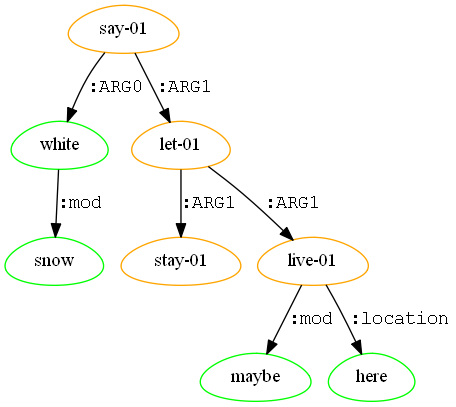 say-01
:ARG0 :ARG1
white let-01
:mod :ARG1 :ARG1
snow stay-01 live-01
:mod :location
maybe here